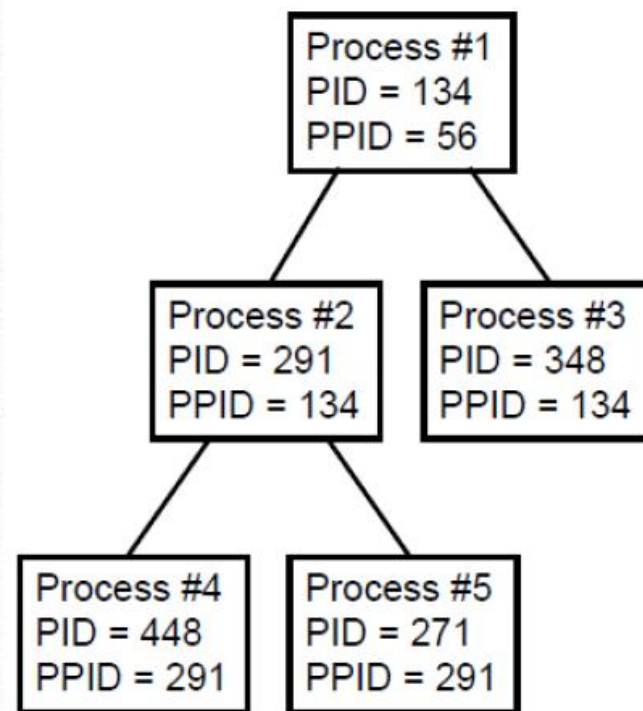 Process #1
PID = 134
PPID = 56
Process #2
PID = 291
PPID = 134
Process #3
PID = 348
PPID = 134
Process #4
PID = 448
PPID = 291
Process #5
PID = 271
PPID = 291